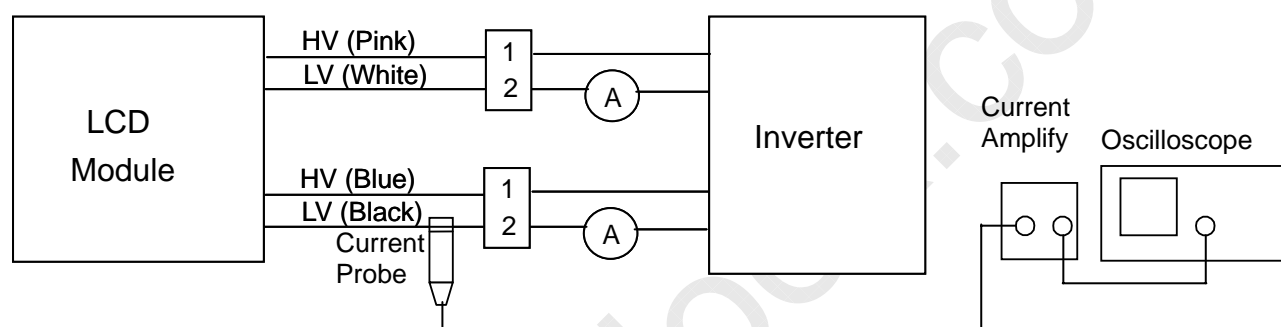 HV (Pink)
LV (White)
1
2
A
LCD
Module
Inverter
HV (Blue)
LV (Black)
1
2
A
Current
Probe
Current
Amplify
Oscilloscope